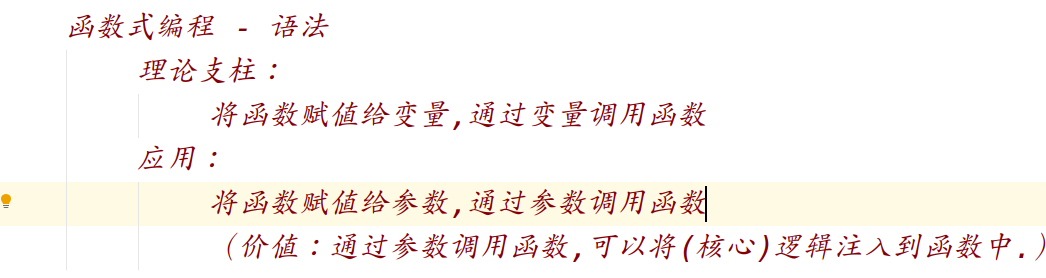 函数式编程 - 语法
理论支柱：
将函数赋值给变量,通过变量调用函数
应用：
将函数赋值给参数,通过参数调用函数
（价值：通过参数调用函数,可以将(核心)逻辑注入到函数中.）